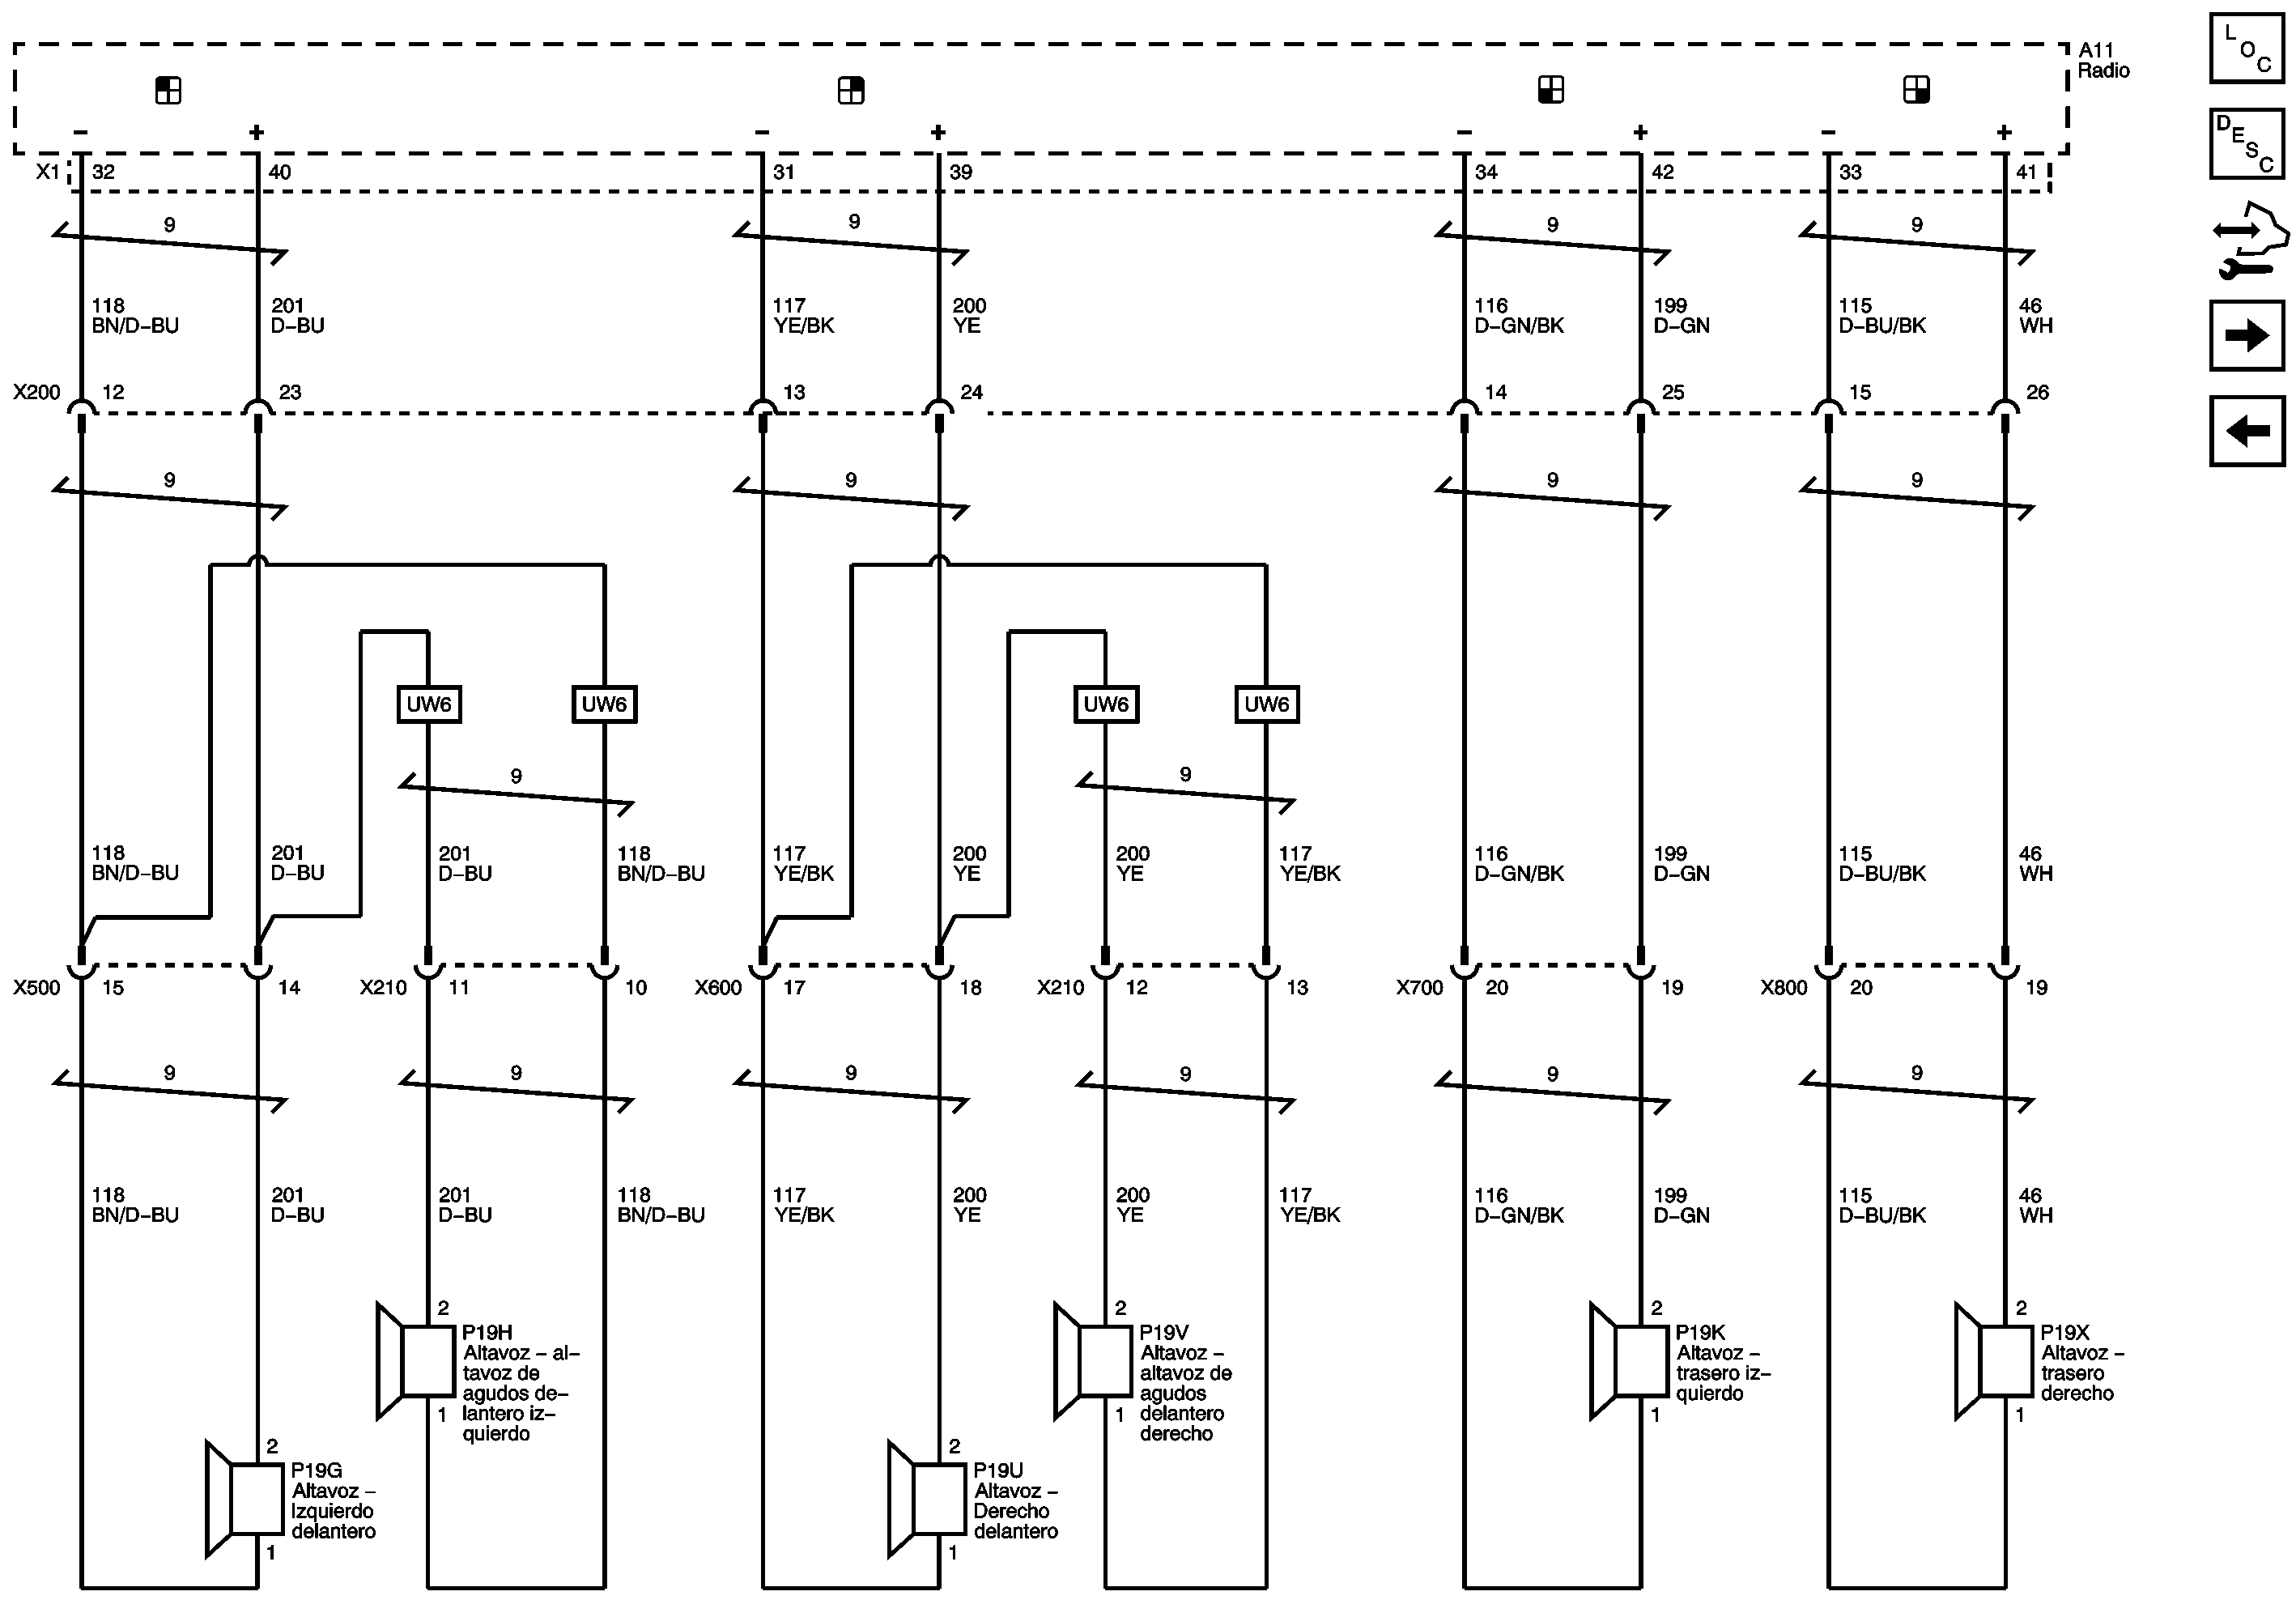 A11
Radio
L
O
C
D
E
S
C
− + − + − + − +
X1 32 40 31 39 34 42 33 41
9 9 9 9
118 201 117 200 116 199 115 46
BN/D−BU D−BU YE/BK YE D−GN/BK D−GN D−BU/BK WH
X200 12 23 13 24 14 25 15 26
9 9 9 9
UW6 UW6 UW6 UW6
9 9
118 201 201 118 117 200 200 117 116 199 115 46
BN/D−BU D−BU D−BU BN/D−BU YE/BK YE YE YE/BK D−GN/BK D−GN D−BU/BK WH
X500 15 14 X210 11 10 X600 17 18 X210 12 13 X700 20 19 X800 20 19
9 9 9 9 9 9
118 201 201 118 117 200 200 117 116 199 115 46
BN/D−BU D−BU D−BU BN/D−BU YE/BK YE YE YE/BK D−GN/BK D−GN D−BU/BK WH
2
P19H
Altavoz − al−
tavoz de
agudos de−
lantero iz−
quierdo
1
2
P19V
Altavoz −
altavoz de
agudos
delantero
derecho
1
2
P19K
Altavoz −
trasero iz−
quierdo
1
2
P19X
Altavoz −
trasero
derecho
1
2
P19G
Altavoz −
Izquierdo
delantero
1
2
P19U
Altavoz −
Derecho
delantero
1